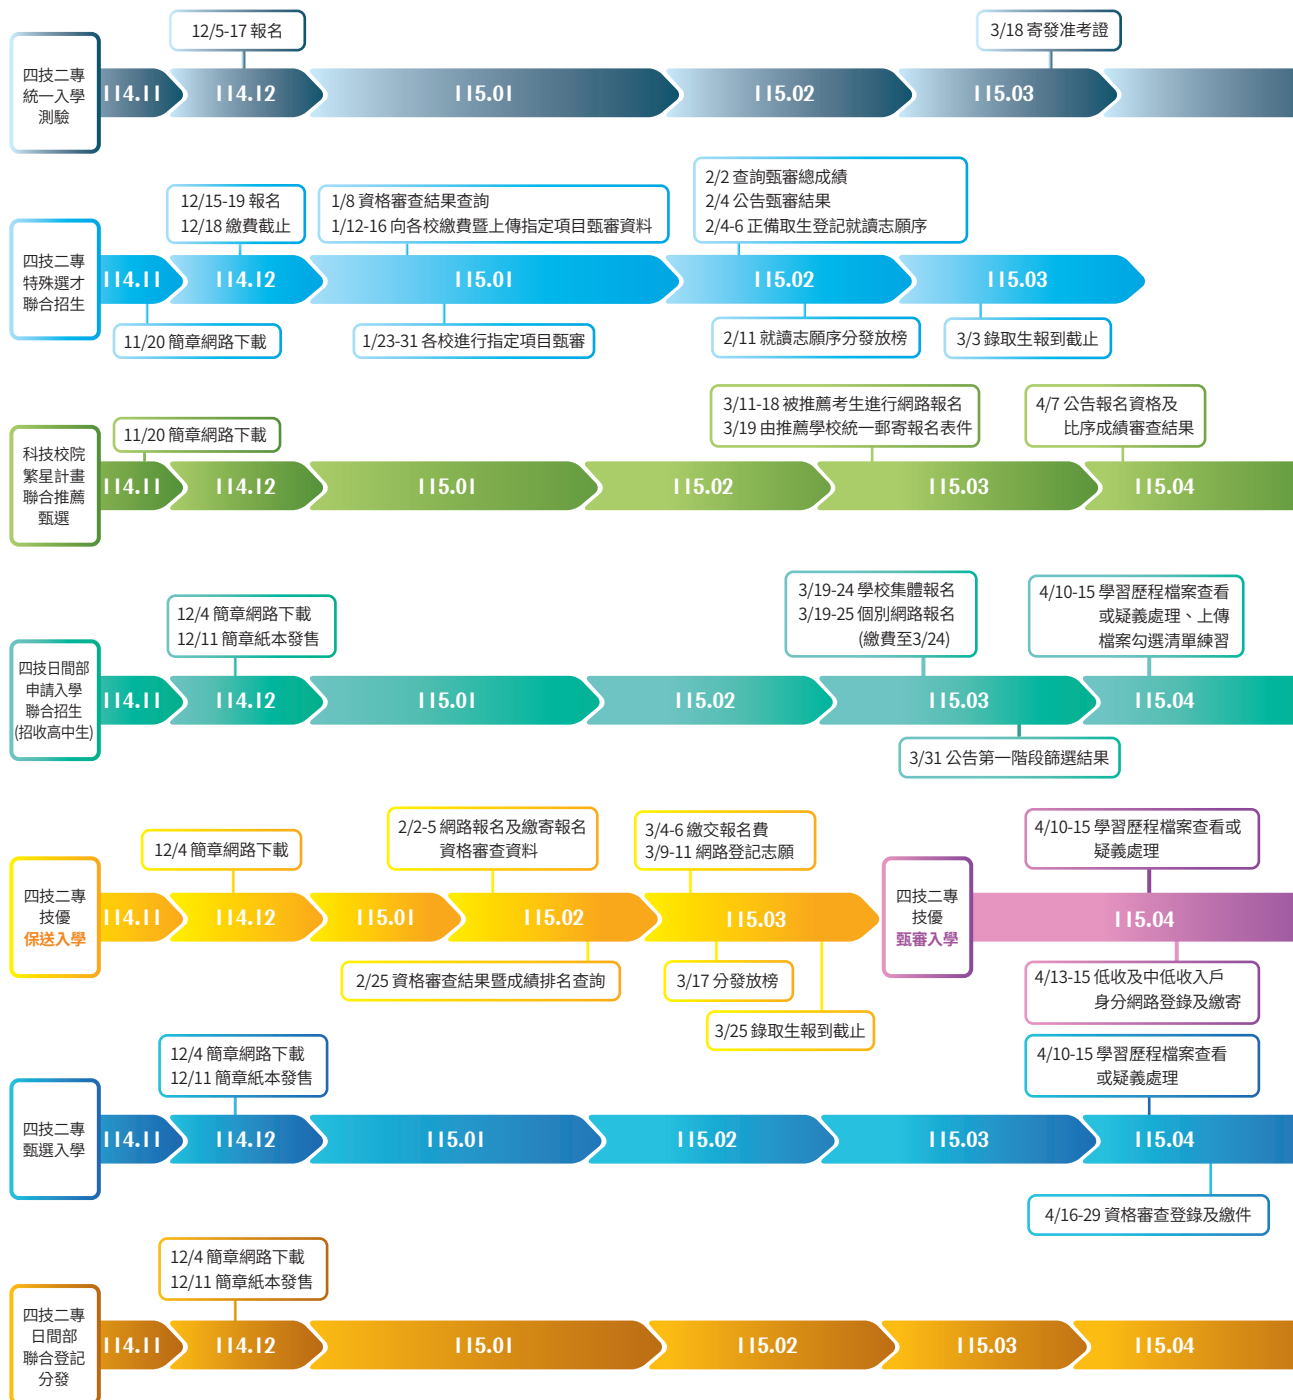 12/5-17 報名
3/18 寄發准考證
四技二專
統一入學
測驗
114.11
114.12
115.01
115.02
115.03
12/15-19 報名
12/18 繳費截止
1/8 資格審查結果查詢
1/12-16 向各校繳費暨上傳指定項目甄審資料
2/2 查詢甄審總成績
2/4 公告甄審結果
2/4-6 正備取生登記就讀志願序
四技二專
特殊選才
聯合招生
114.11
114.12
115.01
115.02
115.03
11/20 簡章網路下載
1/23-31 各校進行指定項目甄審
2/11 就讀志願序分發放榜
3/3 錄取生報到截止
11/20 簡章網路下載
3/11-18 被推薦考生進行網路報名
3/19 由推薦學校統一郵寄報名表件
4/7 公告報名資格及
比序成績審查結果
科技校院
繁星計畫
聯合推薦
甄選
114.11
114.12
115.01
115.02
115.03
115.04
12/4 簡章網路下載
12/11 簡章紙本發售
3/19-24 學校集體報名
3/19-25 個別網路報名
(繳費至3/24)
4/10-15 學習歷程檔案查看
或疑義處理、上傳
檔案勾選清單練習
四技日間部
申請入學
聯合招生
(招收高中生)
114.11
114.12
115.01
115.02
115.03
115.04
3/31 公告第一階段篩選結果
12/4 簡章網路下載
2/2-5 網路報名及繳寄報名
資格審查資料
3/4-6 繳交報名費
3/9-11 網路登記志願
4/10-15 學習歷程檔案查看或
疑義處理
四技二專
技優
保送入學
114.11
114.12
115.01
115.02
115.03
四技二專
技優
甄審入學
115.04
2/25 資格審查結果暨成績排名查詢
3/17 分發放榜
3/25 錄取生報到截止
4/13-15 低收及中低收入戶
身分網路登錄及繳寄
12/4 簡章網路下載
12/11 簡章紙本發售
4/10-15 學習歷程檔案查看
或疑義處理
四技二專
甄選入學
114.11
114.12
115.01
115.02
115.03
115.04
4/16-29 資格審查登錄及繳件
12/4 簡章網路下載
12/11 簡章紙本發售
四技二專
日間部
聯合登記
分發
114.11
114.12
115.01
115.02
115.03
115.04